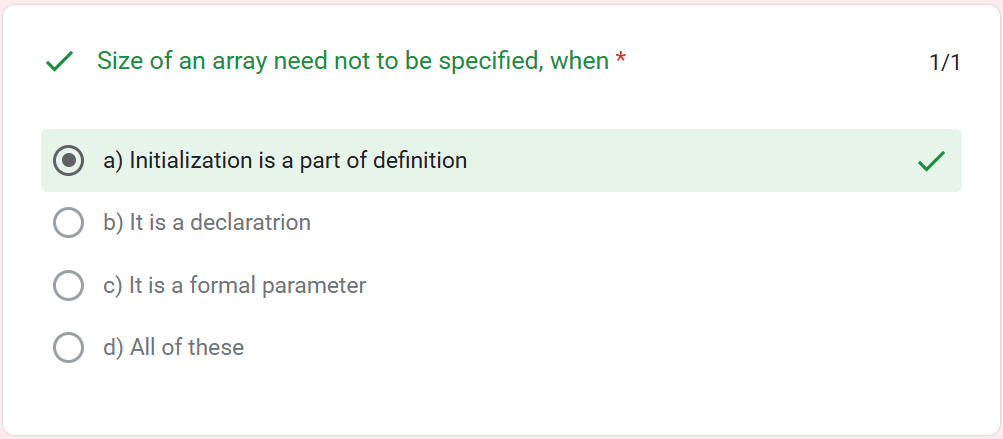 Size of an array need not to be specified, when *
1/1
a) Initialization is a part of definition
b) It is a declaratrion
c) It is a formal parameter
d) All of these